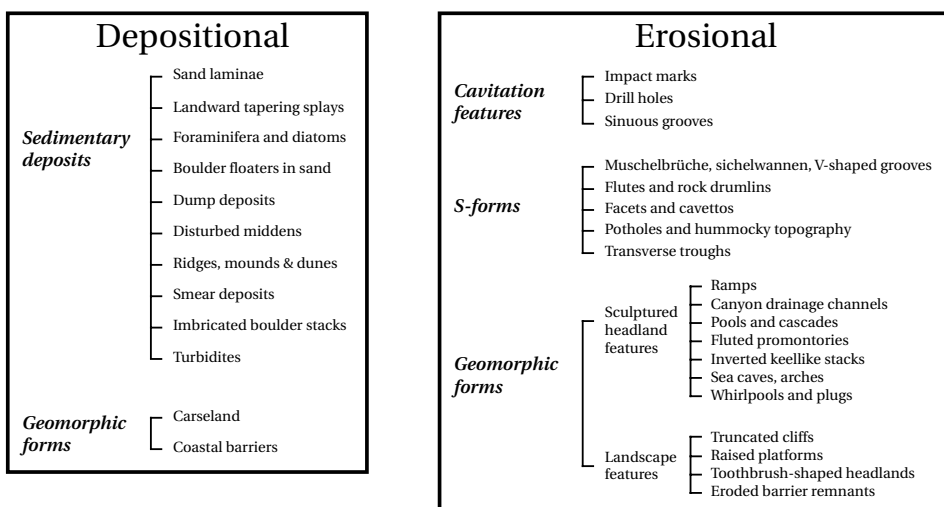 Depositional
Sedimentary
deposits
Sand laminae
Landward tapering splays
Foraminifera and diatoms
Boulder floaters in sand
Dump deposits
Disturbed middens
Ridges, mounds & dunes
Smear deposits
Imbricated boulder stacks
Turbidites
Geomorphic
forms
Carseland
Coastal barriers
Erosional
Cavitation
features
Impact marks
Drill holes
Sinuous grooves
S-forms
Muschelbrüche, sichelwannen, V-shaped grooves
Flutes and rock drumlins
Facets and cavettos
Potholes and hummocky topography
Transverse troughs
Geomorphic
forms
Sculptured
headland
features
Ramps
Canyon drainage channels
Pools and cascades
Fluted promontories
Inverted keellike stacks
Sea caves, arches
Whirlpools and plugs
Landscape
features
Truncated cliffs
Raised platforms
Toothbrush-shaped headlands
Eroded barrier remnants